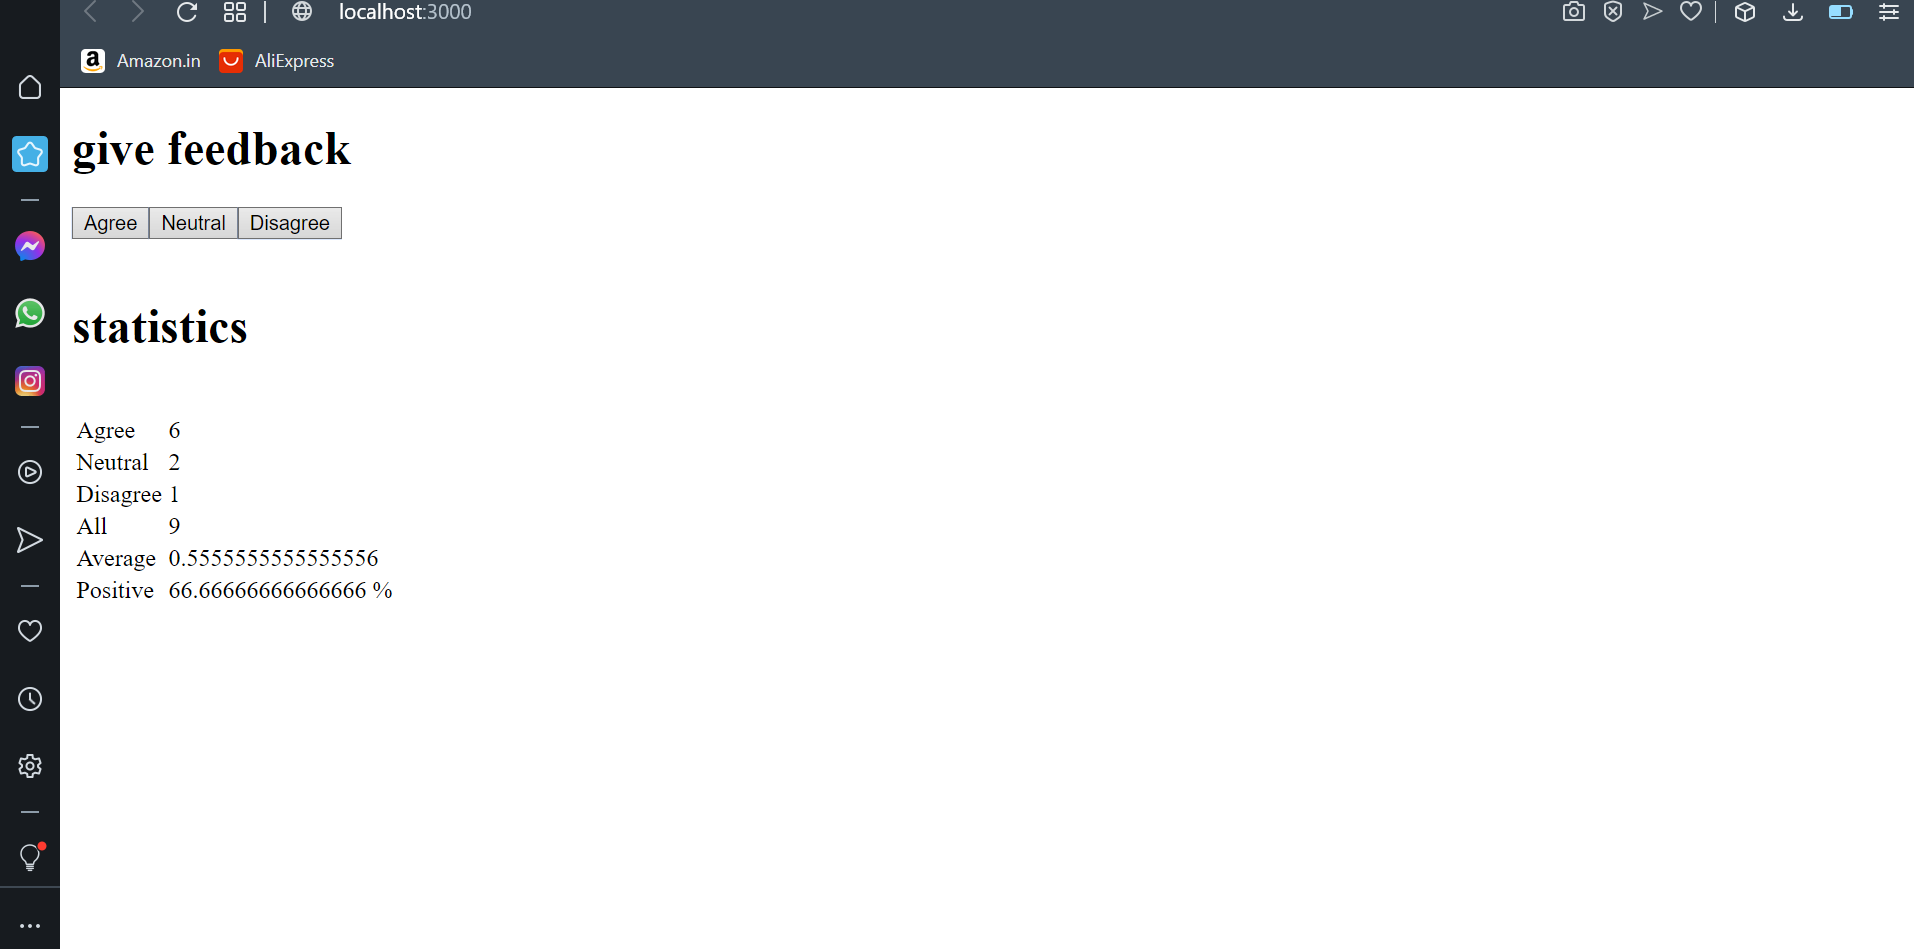 localhost:3000
a Amazon.in AliExpress
give feedback
Agree Neutral Disagree
statistics
Agree 6
Neutral 2
Disagree 1
All 9
Average 0.5555555555555556
Positive 66.66666666666666 %